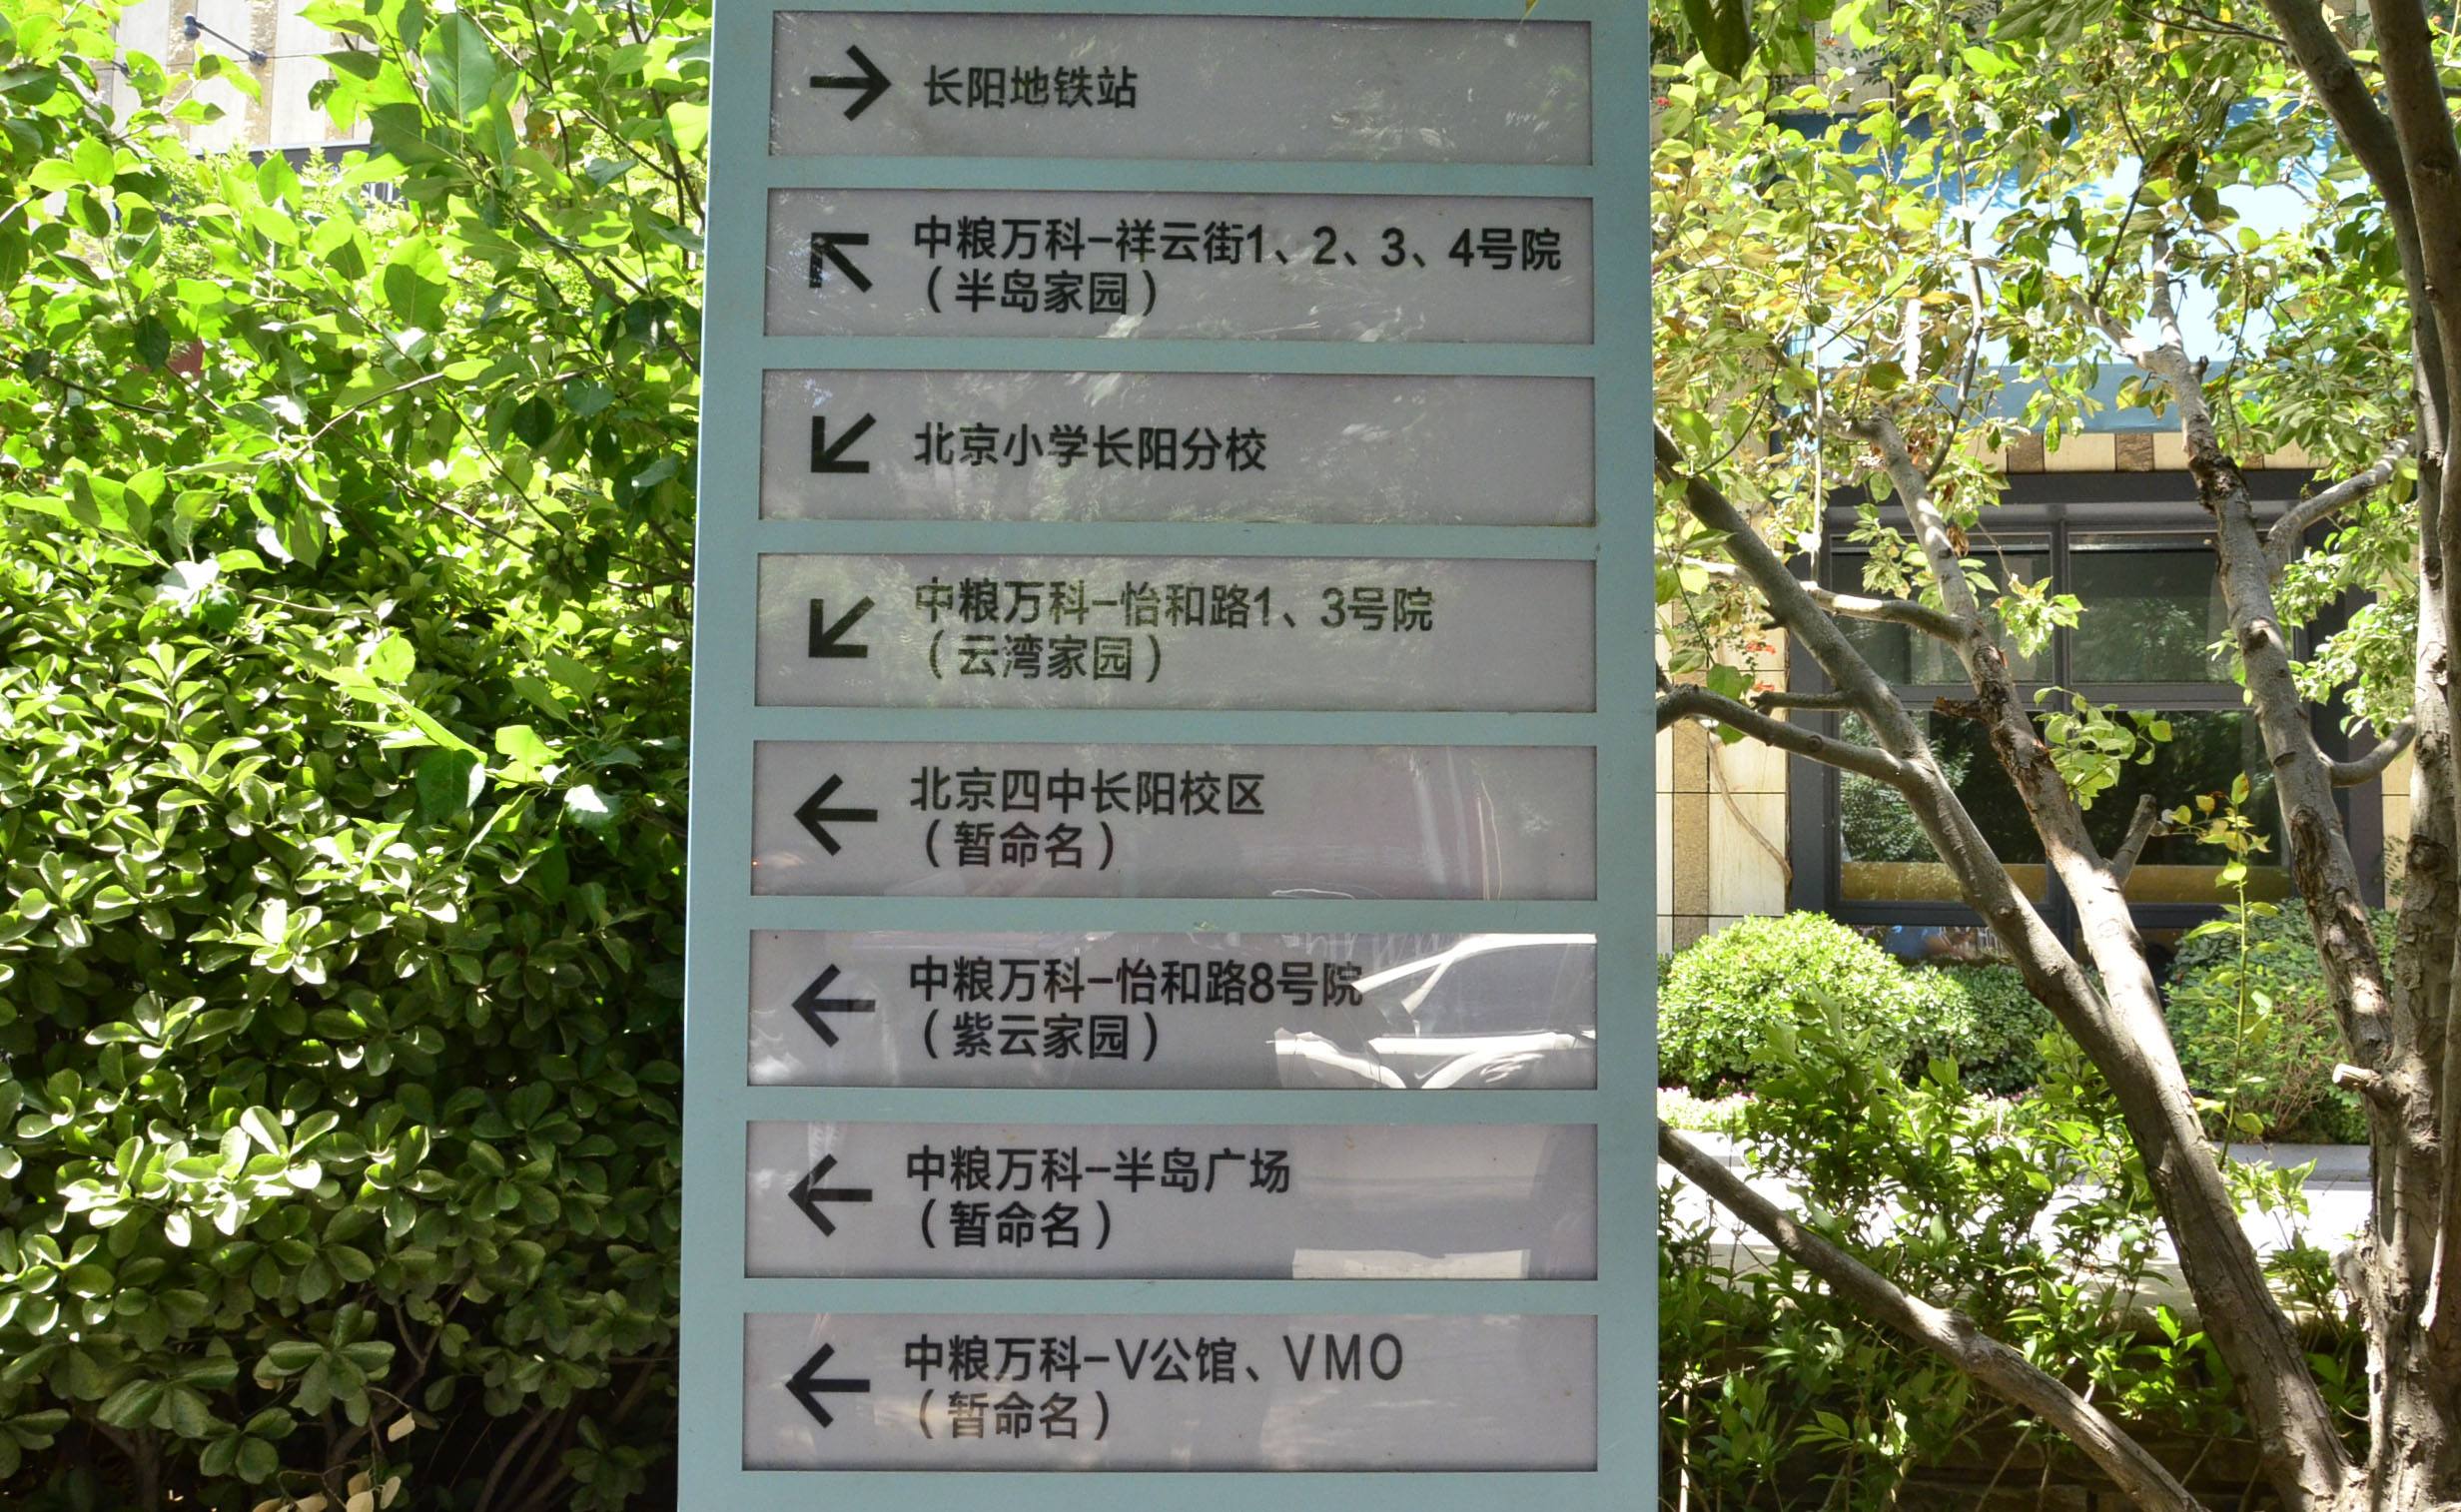 长阳地铁站
中粮万科-祥云街1、2、3、4号院
（半岛家园）
北京小学长阳分校
中粮万科-怡和路1、3号院
（云湾家园）
北京四中长阳校区
（暂命名）
中粮万科-怡和路8号院
（紫云家园）
中粮万科-半岛广场
（暂命名）
中粮万科-V公馆、VMO
（暂命名）